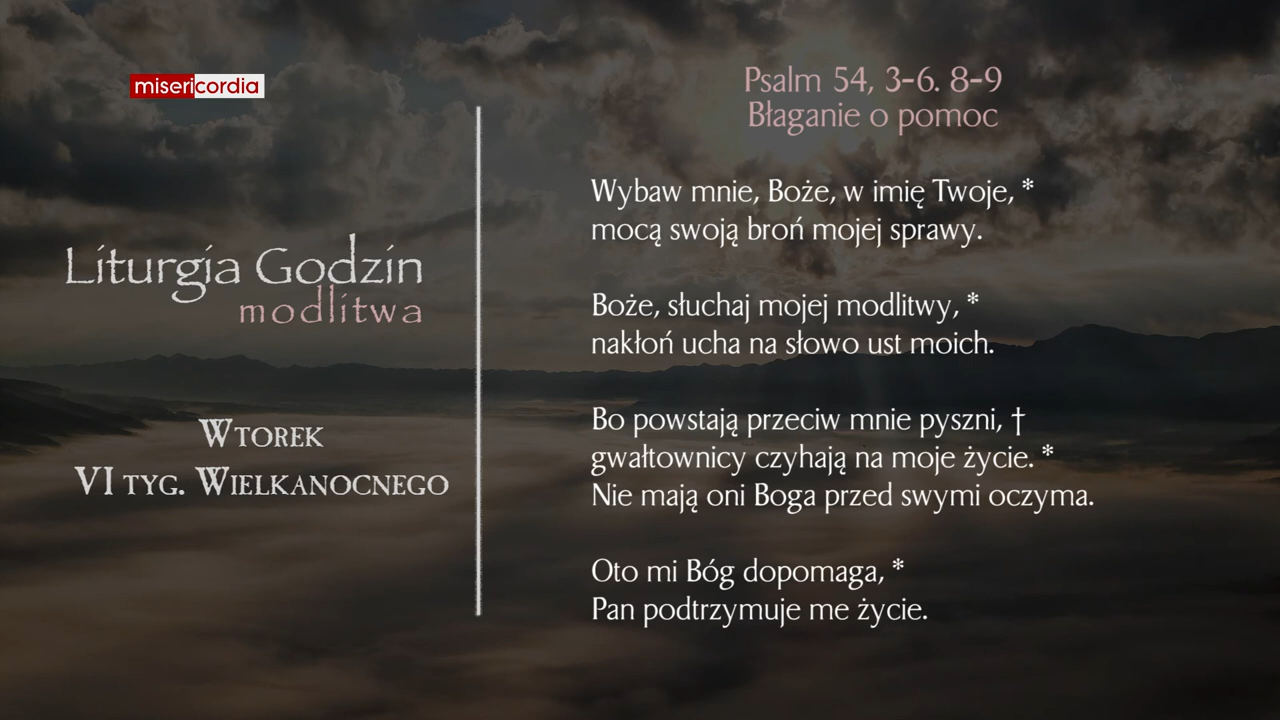 misericordia
Liturgia Godzin
modlitwa
Wtorek
VI tyg. Wielkanocnego
Psalm 54, 3-6. 8-9
Błaganie o pomoc
Wybaw mnie, Boże, w imię Twoje, *
mocą swoją broń mojej sprawy.
Boże, słuchaj mojej modlitwy, *
nakłoń ucha na słowo ust moich.
Bo powstają przeciw mnie pyszni, †
gwałtownicy czyhają na moje życie. *
Nie mają oni Boga przed swymi oczyma.
Oto mi Bóg dopomaga, *
Pan podtrzymuje me życie.